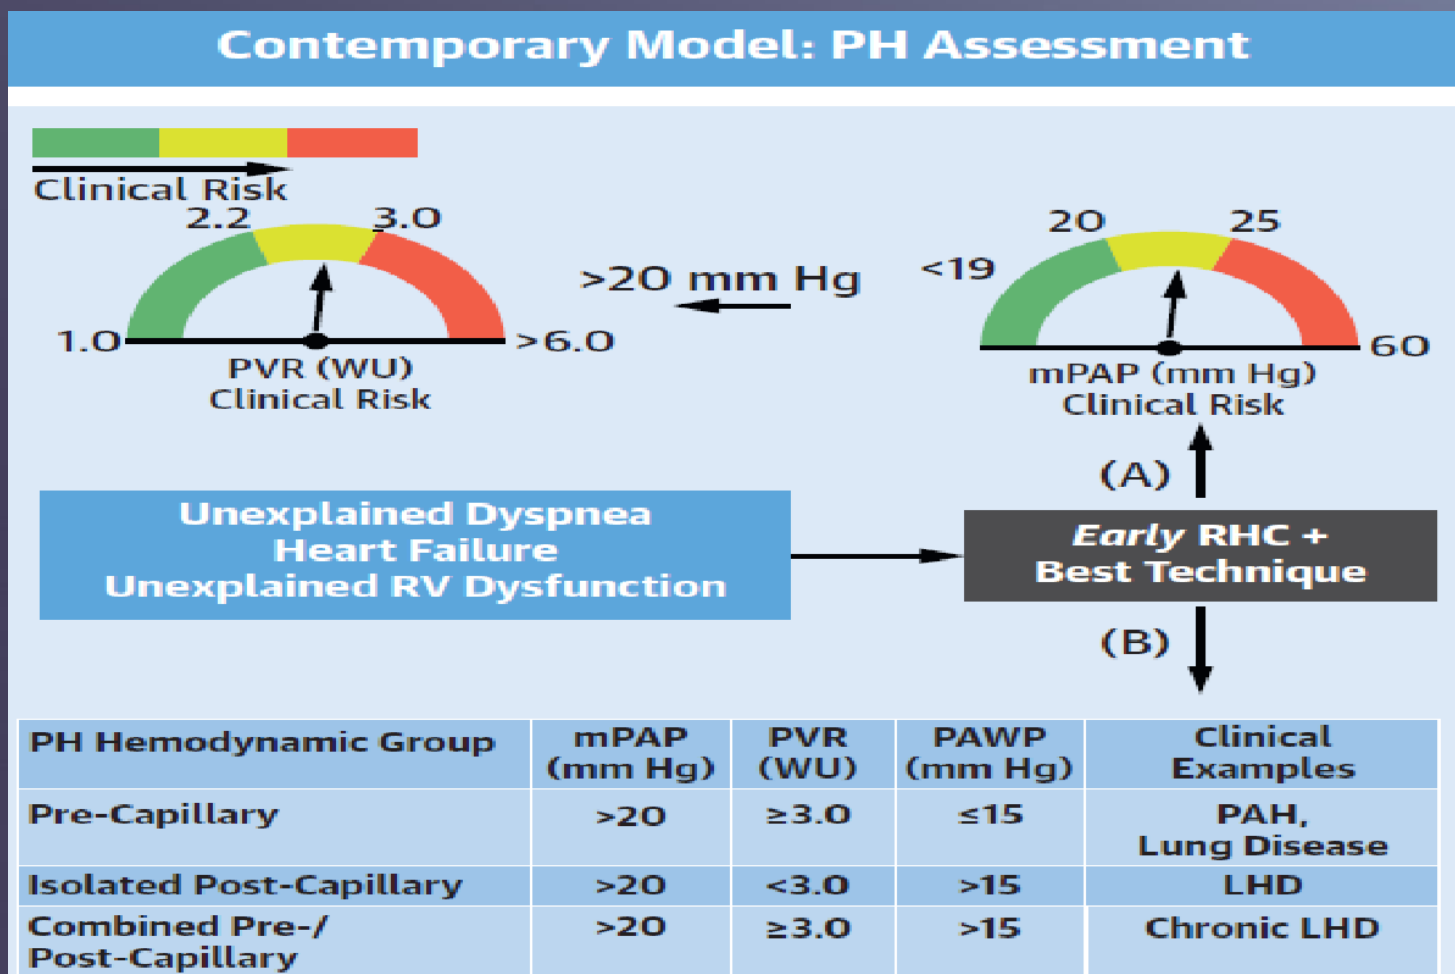 Contemporary Model: PH Assessment
Clinical Risk
2.2
3.0
1.0
>6.0
PVR (WU)
Clinical Risk
>20 mm Hg
20
25
<19
60
mPAP (mm Hg)
Clinical Risk
(A)
Unexplained Dyspnea
Heart Failure
Unexplained RV Dysfunction
Early RHC +
Best Technique
(B)
PH Hemodynamic Group
mPAP
(mm Hg)
PVR
(WU)
PAWP
(mm Hg)
Clinical
Examples
Pre-Capillary
>20
≥3.0
≤15
PAH,
Lung Disease
Isolated Post-Capillary
>20
<3.0
>15
LHD
Combined Pre-/
Post-Capillary
>20
≥3.0
>15
Chronic LHD